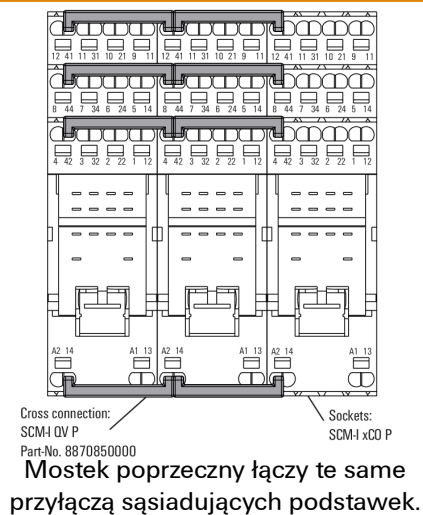 12 41 11 31 10 21 9 11 12 41 11 31 10 21 9 11 12 41 11 31 10 21 9 11
8 44 7 34 6 24 5 14 8 44 7 34 6 24 5 14 8 44 7 34 6 24 5 14
4 42 3 32 2 22 1 12 4 42 3 32 2 22 1 12 4 42 3 32 2 22 1 12
A2 14 A1 13 A2 14 A1 13 A2 14 A1 13
Cross connection:
SCM-I QV P
Part-No. 8870850000
Sockets:
SCM-I xCO P
Mostek poprzeczny łączy te same
przyłączą sąsiadujących podstawek.